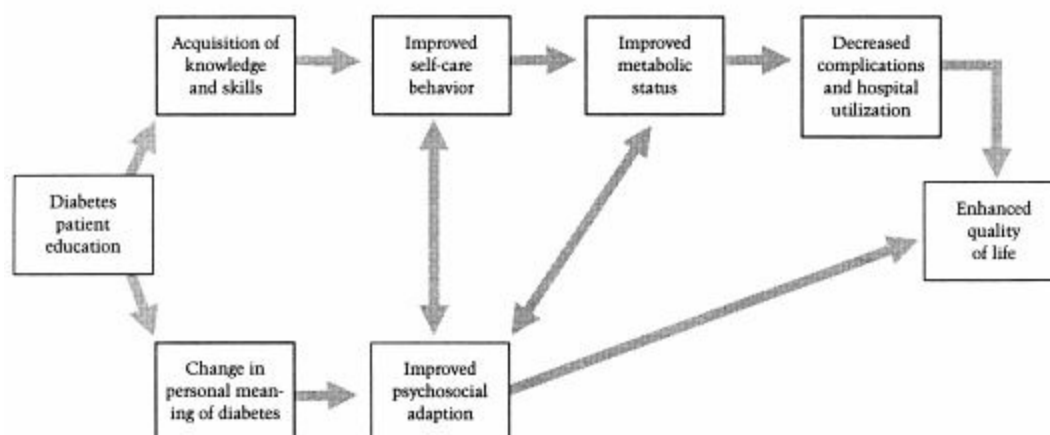 Acquisition of
knowledge
and skills
Improved
self-care
behavior
Improved
metabolic
status
Decreased
complications
and hospital
utilization
Diabetes
patient
education
Enhanced
quality
of life
Change in
personal mean-
ing of diabetes
Improved
psychosocial
adaption